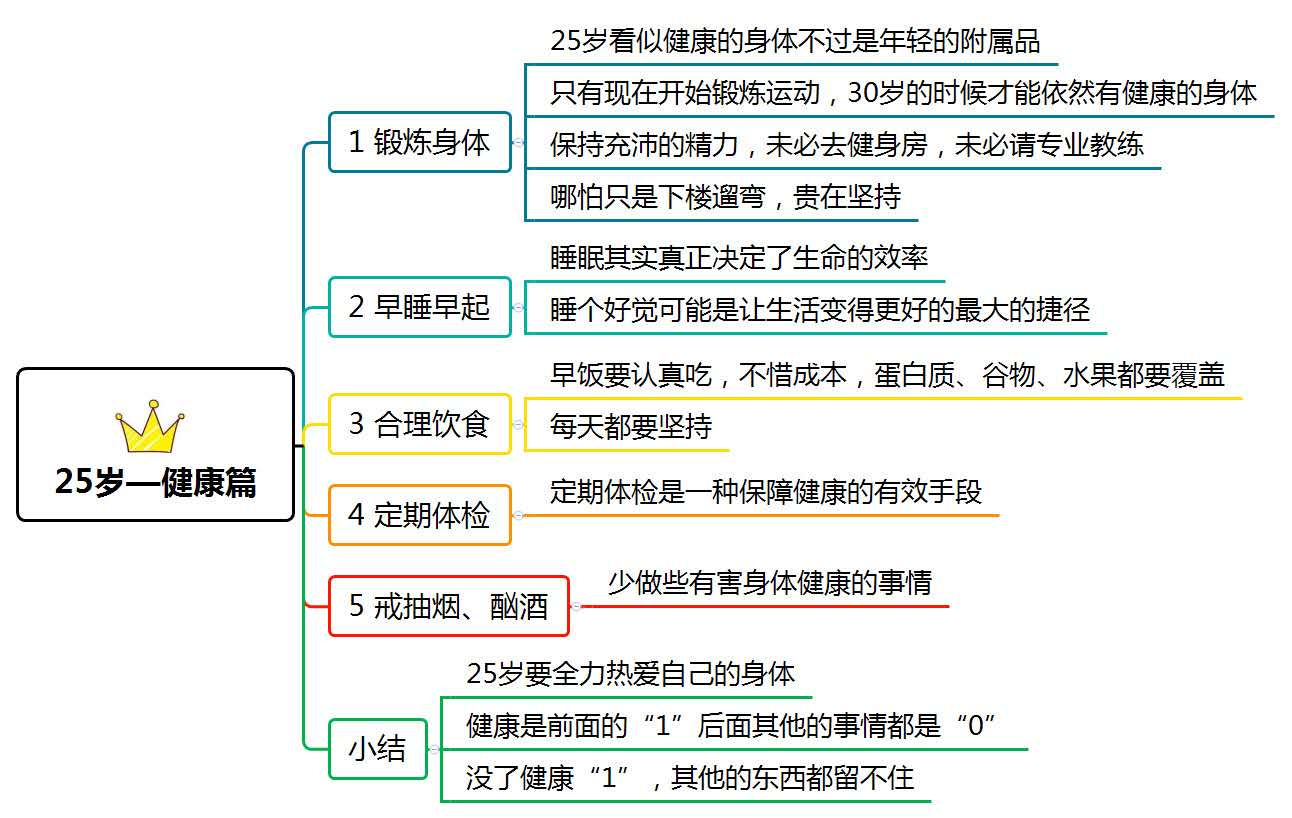 25岁—健康篇
1 锻炼身体
25岁看似健康的身体不过是年轻的附属品
只有现在开始锻炼运动，30岁的时候才能依然有健康的身体
保持充沛的精力，未必去健身房，未必请专业教练
哪怕只是下楼遛弯，贵在坚持
2 早睡早起
睡眠其实真正决定了生命的效率
睡个好觉可能是让生活变得更好的最大的捷径
3 合理饮食
早饭要认真吃，不惜成本，蛋白质、谷物、水果都要覆盖
每天都要坚持
4 定期体检
定期体检是一种保障健康的有效手段
5 戒抽烟、酗酒
少做些有害身体健康的事情
小结
25岁要全力热爱自己的身体
健康是前面的“1”后面其他的事情都是“0”
没了健康“1”，其他的东西都留不住